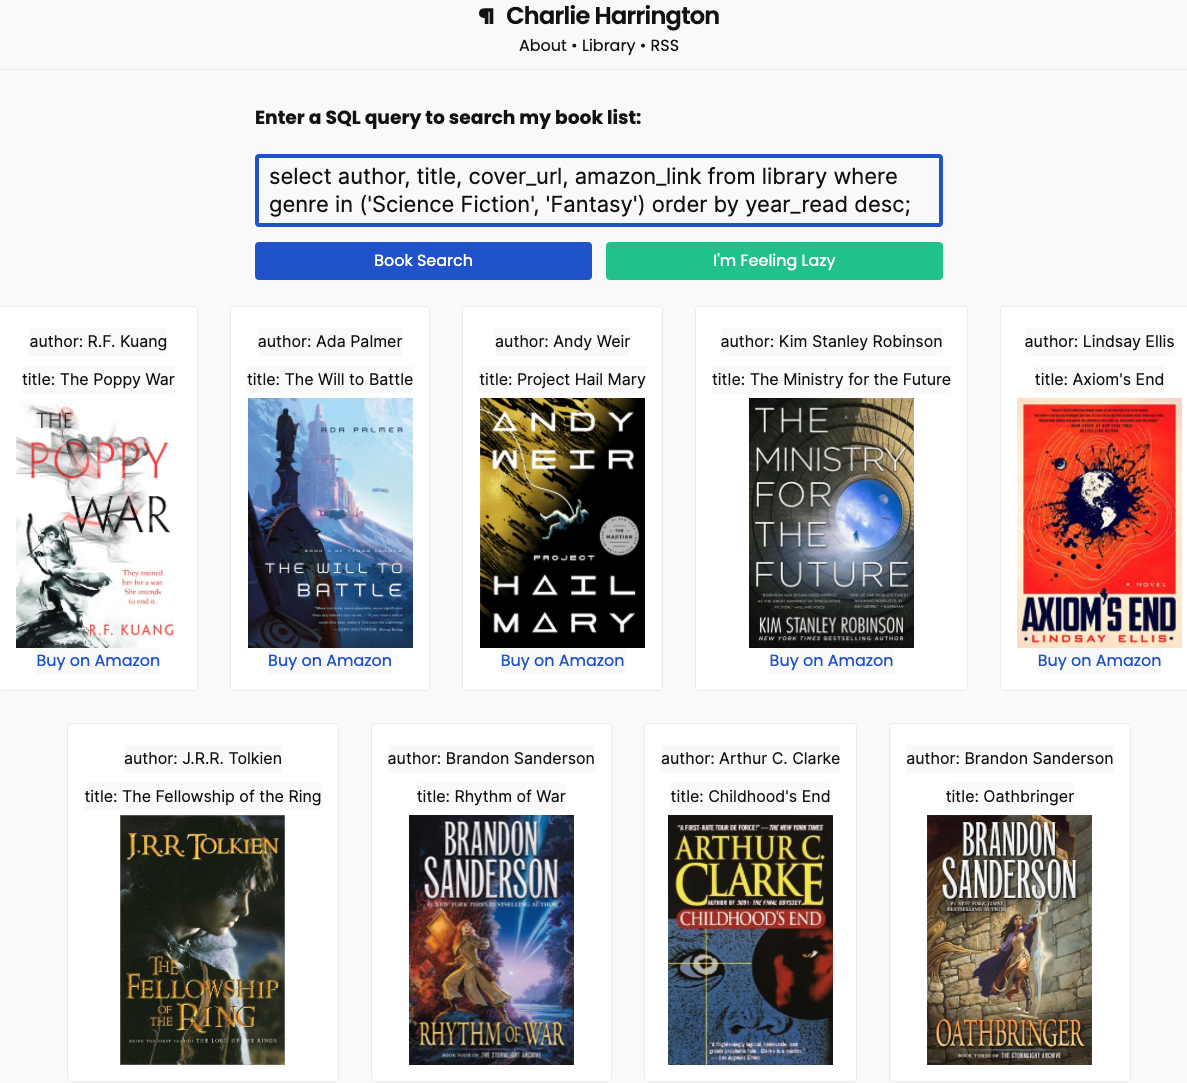 ¶ Charlie Harrington
About • Library • RSS
Enter a SQL query to search my book list:
select author, title, cover_url, amazon_link from library where
genre in ('Science Fiction', 'Fantasy') order by year_read desc;
Book Search
I'm Feeling Lazy
author: R.F. Kuang
title: The Poppy War
THE
POPPY
WAR
They trained
her for a war.
She intends
to end it.
R.F. KUANG
Buy on Amazon
author: Ada Palmer
title: The Will to Battle
ADA PALMER
THE WILL TO
BATTLE
Buy on Amazon
author: Andy Weir
title: Project Hail Mary
ANDY
WEIR
THE
MARTIAN
PROJECT
HAIL
MARY
Buy on Amazon
author: Kim Stanley Robinson
title: The Ministry for the Future
THE
MINISTRY
FOR
THE
FUTURE
KIM STANLEY ROBINSON
NEW YORK TIMES BESTSELLING AUTHOR
Buy on Amazon
author: Lindsay Ellis
title: Axiom's End
A NOVEL
AXIOM'S END
•LINDSAY ELLIS•
Buy on Amazon
author: J.R.R. Tolkien
title: The Fellowship of the Ring
J.R.R. TOLKIEN
THE
FELLOWSHIP
OF
THE RING
BEING THE FIRST PART OF THE LORD OF THE RINGS
author: Brandon Sanderson
title: Rhythm of War
BRANDON
SANDERSON
#1 NEW YORK TIMES BESTSELLING AUTHOR
RHYTHM OF WAR
BOOK FOUR OF THE STORMLIGHT ARCHIVE
author: Arthur C. Clarke
title: Childhood's End
"A FIRST-RATE TOUR DE FORCE!" —THE NEW YORK TIMES
ARTHUR C.
CLARKE
AUTHOR OF 3001: THE FINAL ODYSSEY
CHILDHOOD'S END
author: Brandon Sanderson
title: Oathbringer
BRANDON
SANDERSON
#1 NEW YORK TIMES
BESTSELLING AUTHOR
OATHBRINGER
BOOK THREE OF THE STORMLIGHT ARCHIVE